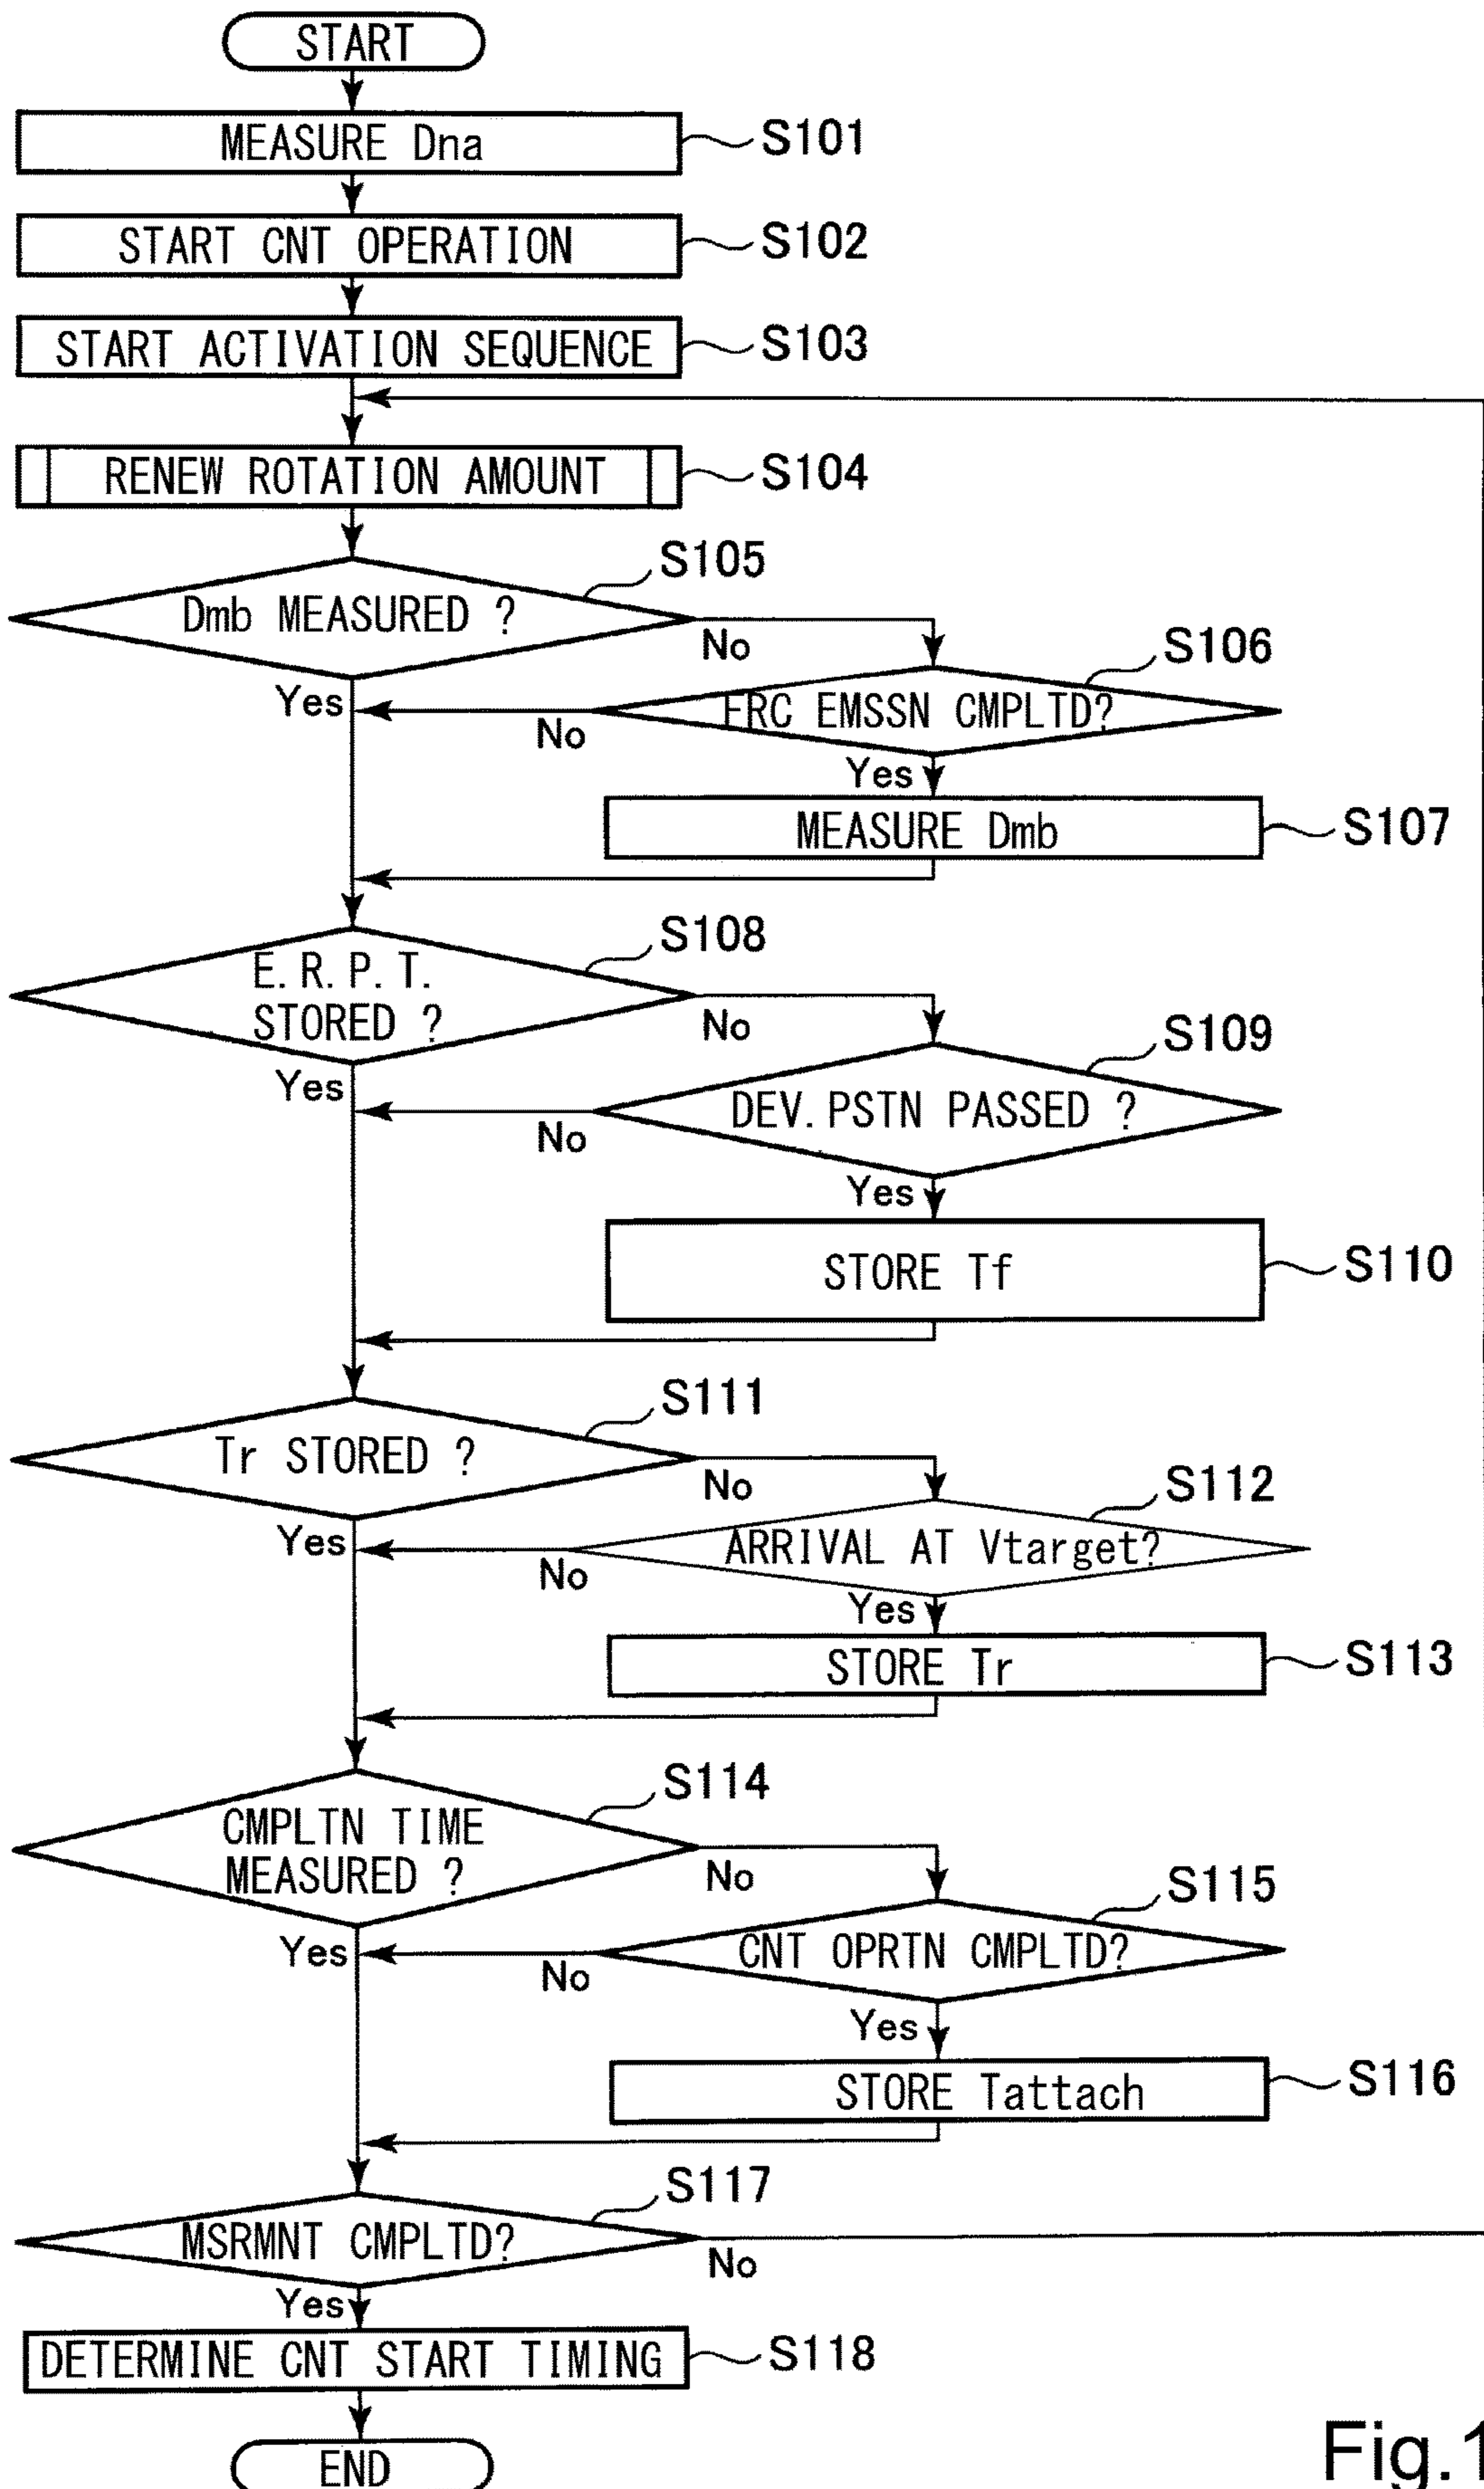 START
MEASURE Dna
S101
START CNT OPERATION
S102
START ACTIVATION SEQUENCE
S103
RENEW ROTATION AMOUNT
S104
S105
Dmb MEASURED ?
No
S106
Yes
FRC EMSSN CMPLTD?
No
Yes
MEASURE Dmb
S107
S108
E. R. P. T.
STORED ?
No
S109
Yes
DEV. PSTN PASSED ?
No
Yes
STORE Tf
S110
S111
Tr STORED ?
No
S112
Yes
ARRIVAL AT Vtarget?
No
Yes
STORE Tr
S113
S114
CMPLTN TIME
MEASURED ?
No
S115
Yes
CNT OPRTN CMPLTD?
No
Yes
STORE Tattach
S116
S117
MSRMNT CMPLTD?
No
Yes
DETERMINE CNT START TIMING
S118
END
Fig.1